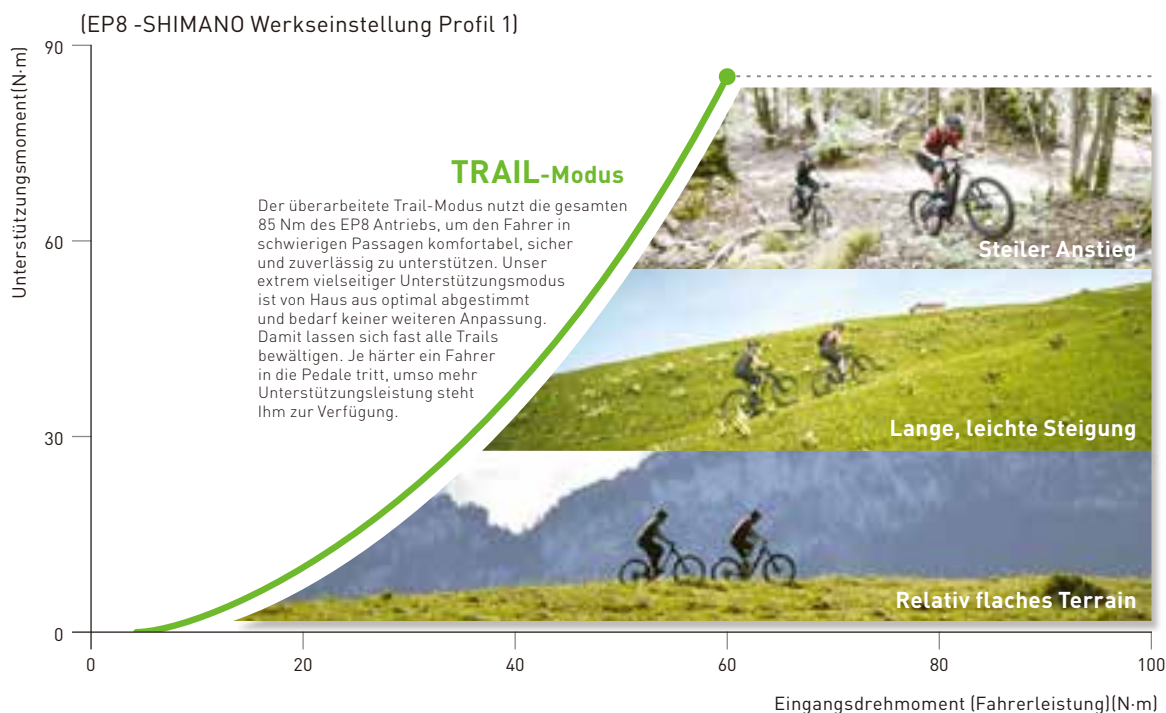 (EP8 -SHIMANO Werkseinstellung Profil 1)
Unterstützungsmoment(N·m)
90
60
30
0
TRAIL-Modus
Der überarbeitete Trail-Modus nutzt die gesamten
85 Nm des EP8 Antriebs, um den Fahrer in
schwierigen Passagen komfortabel, sicher
und zuverlässig zu unterstützen. Unser
extrem vielseitiger Unterstützungsmodus
ist von Haus aus optimal abgestimmt
und bedarf keiner weiteren Anpassung.
Damit lassen sich fast alle Trails
bewältigen. Je härter ein Fahrer
in die Pedale tritt, umso mehr
Unterstützungsleistung steht
Ihm zur Verfügung.
Steiler Anstieg
Lange, leichte Steigung
Relativ flaches Terrain
0 20 40 60 80 100
Eingangsdrehmoment (Fahrerleistung)(N·m)